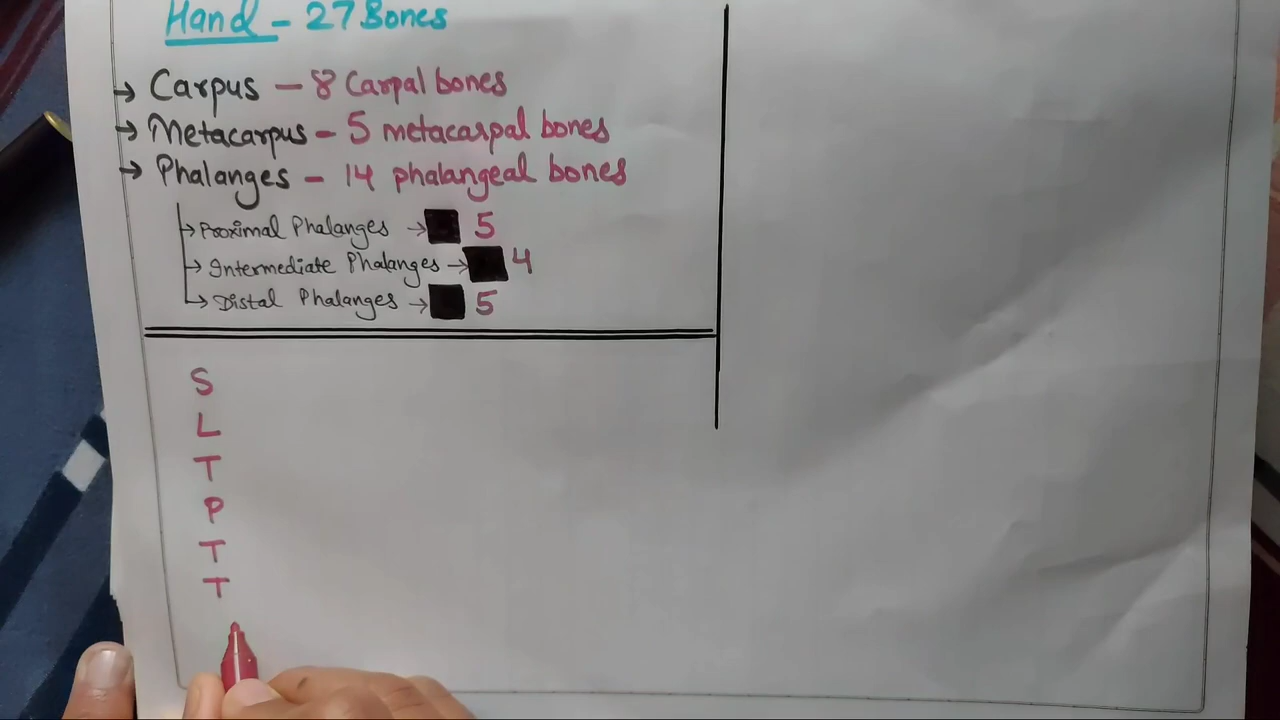 Hand - 27 Bones
→ Carpus - 8 Carpal bones
→ Metacarpus - 5 metacarpal bones
→ Phalanges - 14 phalangeal bones
→ Proximal Phalanges → 5
→ Intermediate Phalanges → 4
→ Distal Phalanges → 5
S
L
T
P
T
T